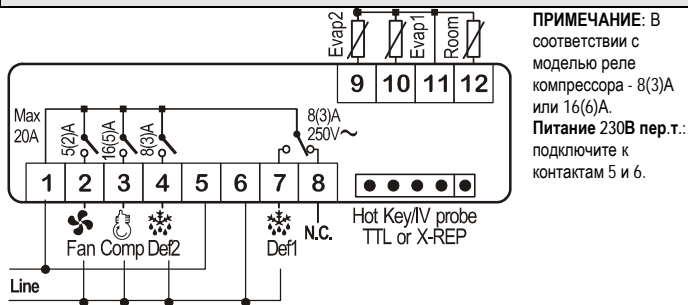 Evap2
Evap1
Room
9 10 11 12
Max
20A
5(2)A
16(5)A
8(3)A
8(3)A
250V~
1 2 3 4 5 6 7 8
Fan Comp Def2
Def1
N.C.
Hot Key/IV probe
TTL or X-REP
Line
ПРИМЕЧАНИЕ: В
соответствии с
моделью реле
компрессора - 8(3)А
или 16(6)А.
Питание 230В пер.т.:
подключите к
контактам 5 и 6.